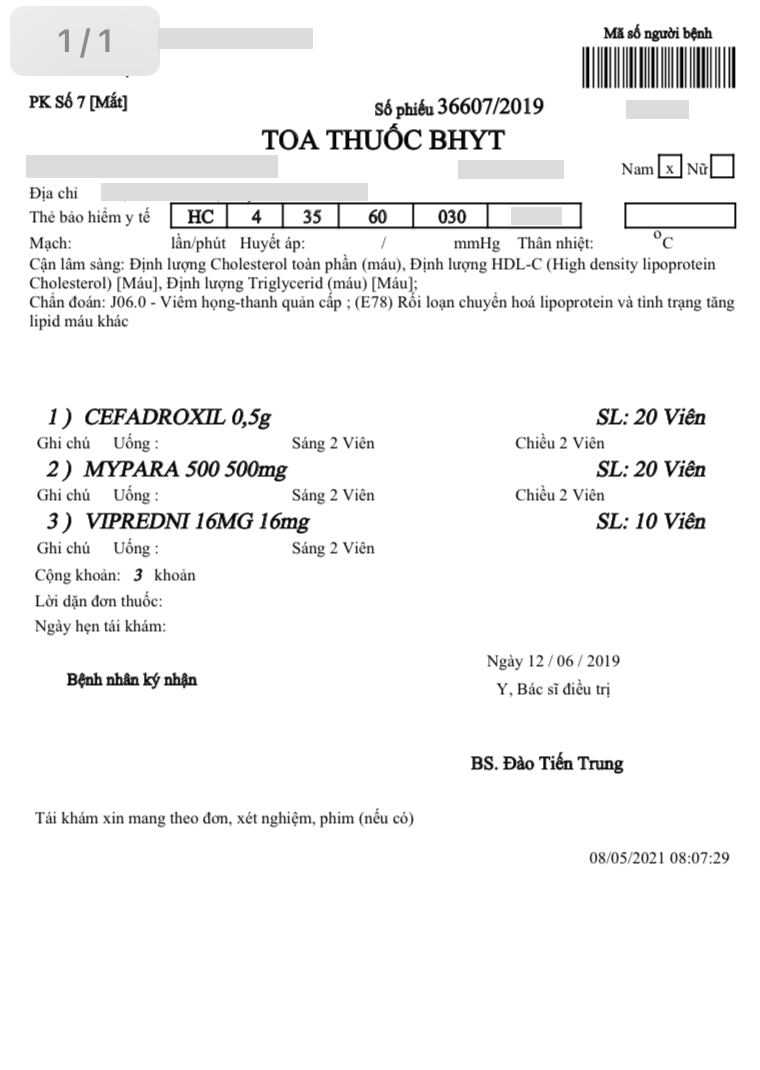 1/1
Mã số người bệnh
PK Số 7 [Mắt]
Số phiếu 36607/2019
TOA THUỐC BHYT
Nam x Nữ
Địa chỉ
Thẻ bảo hiểm y tế HC 4 35 60 030
Mạch: lần/phút Huyết áp: / mmHg Thân nhiệt: °C
Cận lâm sàng: Định lượng Cholesterol toàn phần (máu), Định lượng HDL-C (High density lipoprotein
Cholesterol) [Máu], Định lượng Triglycerid (máu) [Máu];
Chẩn đoán: J06.0 - Viêm họng-thanh quản cấp ; (E78) Rối loạn chuyển hoá lipoprotein và tình trạng tăng
lipid máu khác
1 ) CEFADROXIL 0,5g SL: 20 Viên
Ghi chú Uống : Sáng 2 Viên Chiều 2 Viên
2 ) MYPARA 500 500mg SL: 20 Viên
Ghi chú Uống : Sáng 2 Viên Chiều 2 Viên
3 ) VIPREDNI 16MG 16mg SL: 10 Viên
Ghi chú Uống : Sáng 2 Viên
Cộng khoản: 3 khoản
Lời dặn đơn thuốc:
Ngày hẹn tái khám:
Ngày 12 / 06 / 2019
Bệnh nhân ký nhận
Y, Bác sĩ điều trị
BS. Đào Tiến Trung
Tái khám xin mang theo đơn, xét nghiệm, phim (nếu có)
08/05/2021 08:07:29